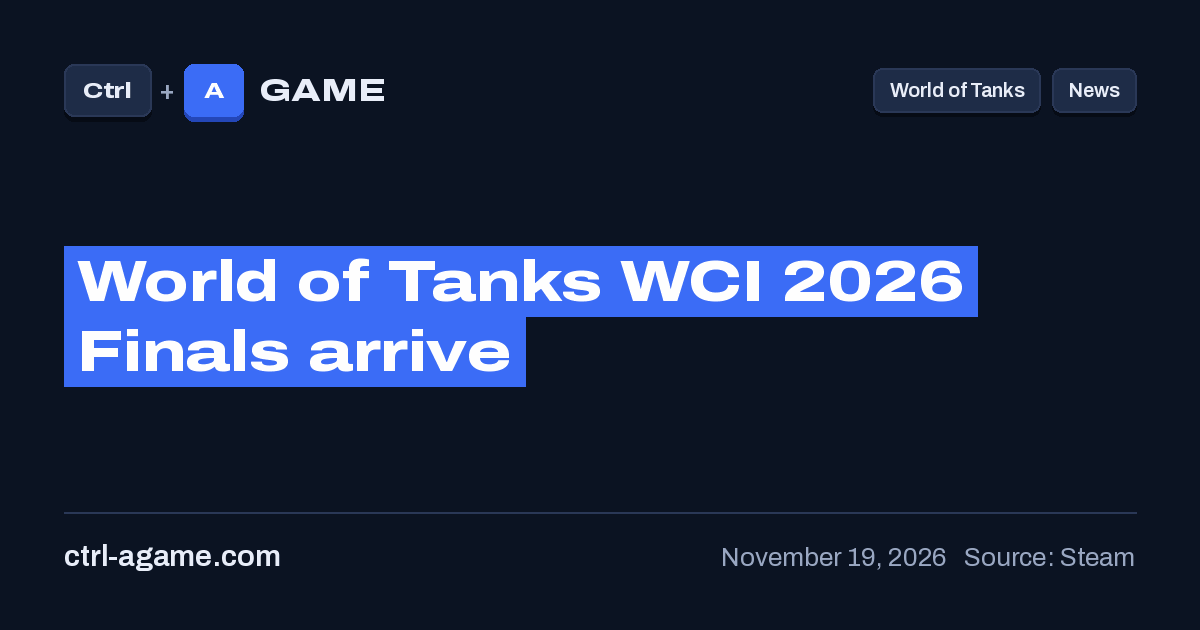 Ctrl + A GAME
World of Tanks News
World of Tanks WCI 2026
Finals arrive
ctrl-agame.com
November 19, 2026 Source: Steam